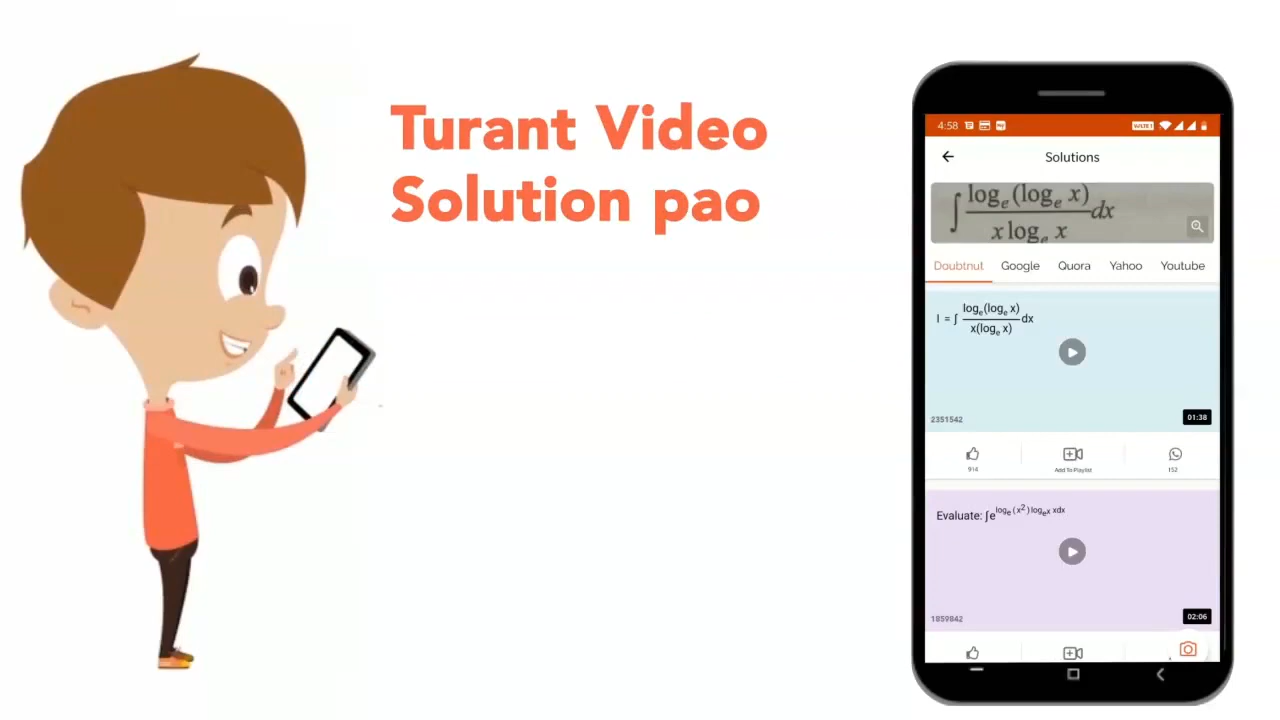 Turant Video
Solution pao
4:58
VoLTE1
Solutions
∫ logₑ(logₑ x) / x logₑ x dx
Doubtnut Google Quora Yahoo Youtube
I = ∫ logₑ(logₑ x) / x(logₑ x) dx
2351542
01:38
914
Add To Playlist
152
Evaluate: ∫e^logₑ(x²)logₑx xdx
1859842
02:06